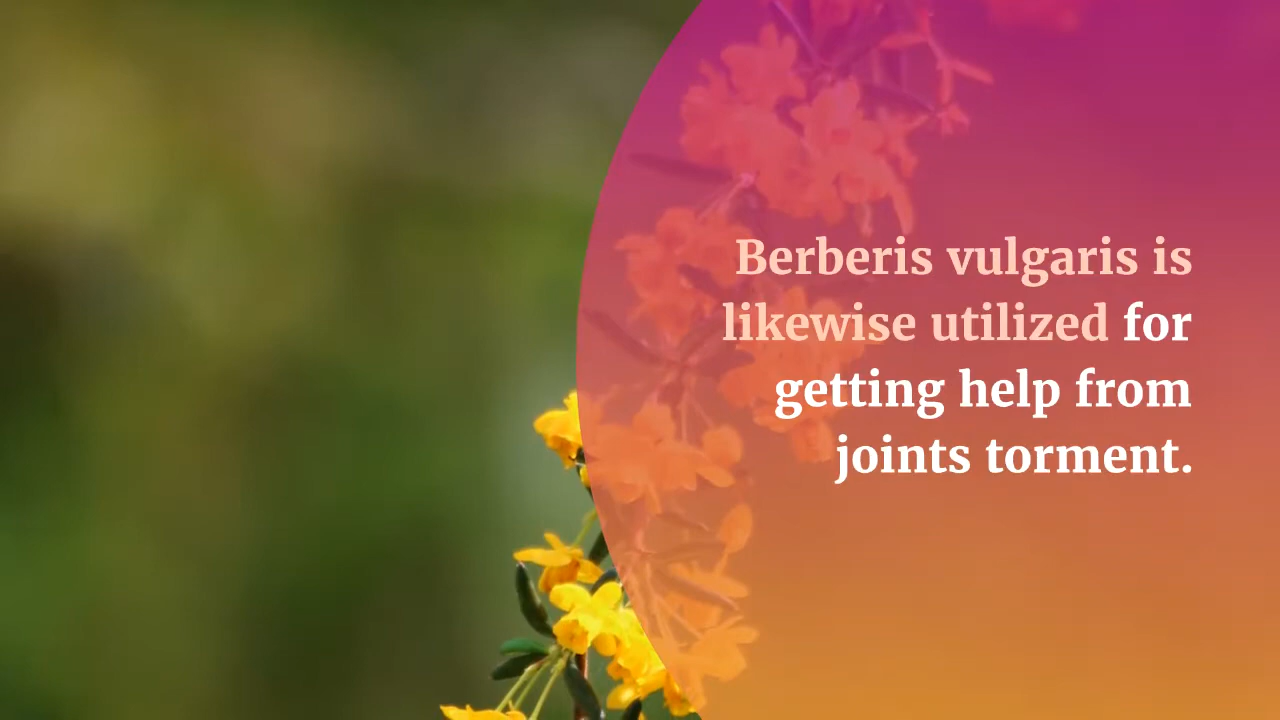 Berberis vulgaris is
likewise utilized for
getting help from
joints torment.